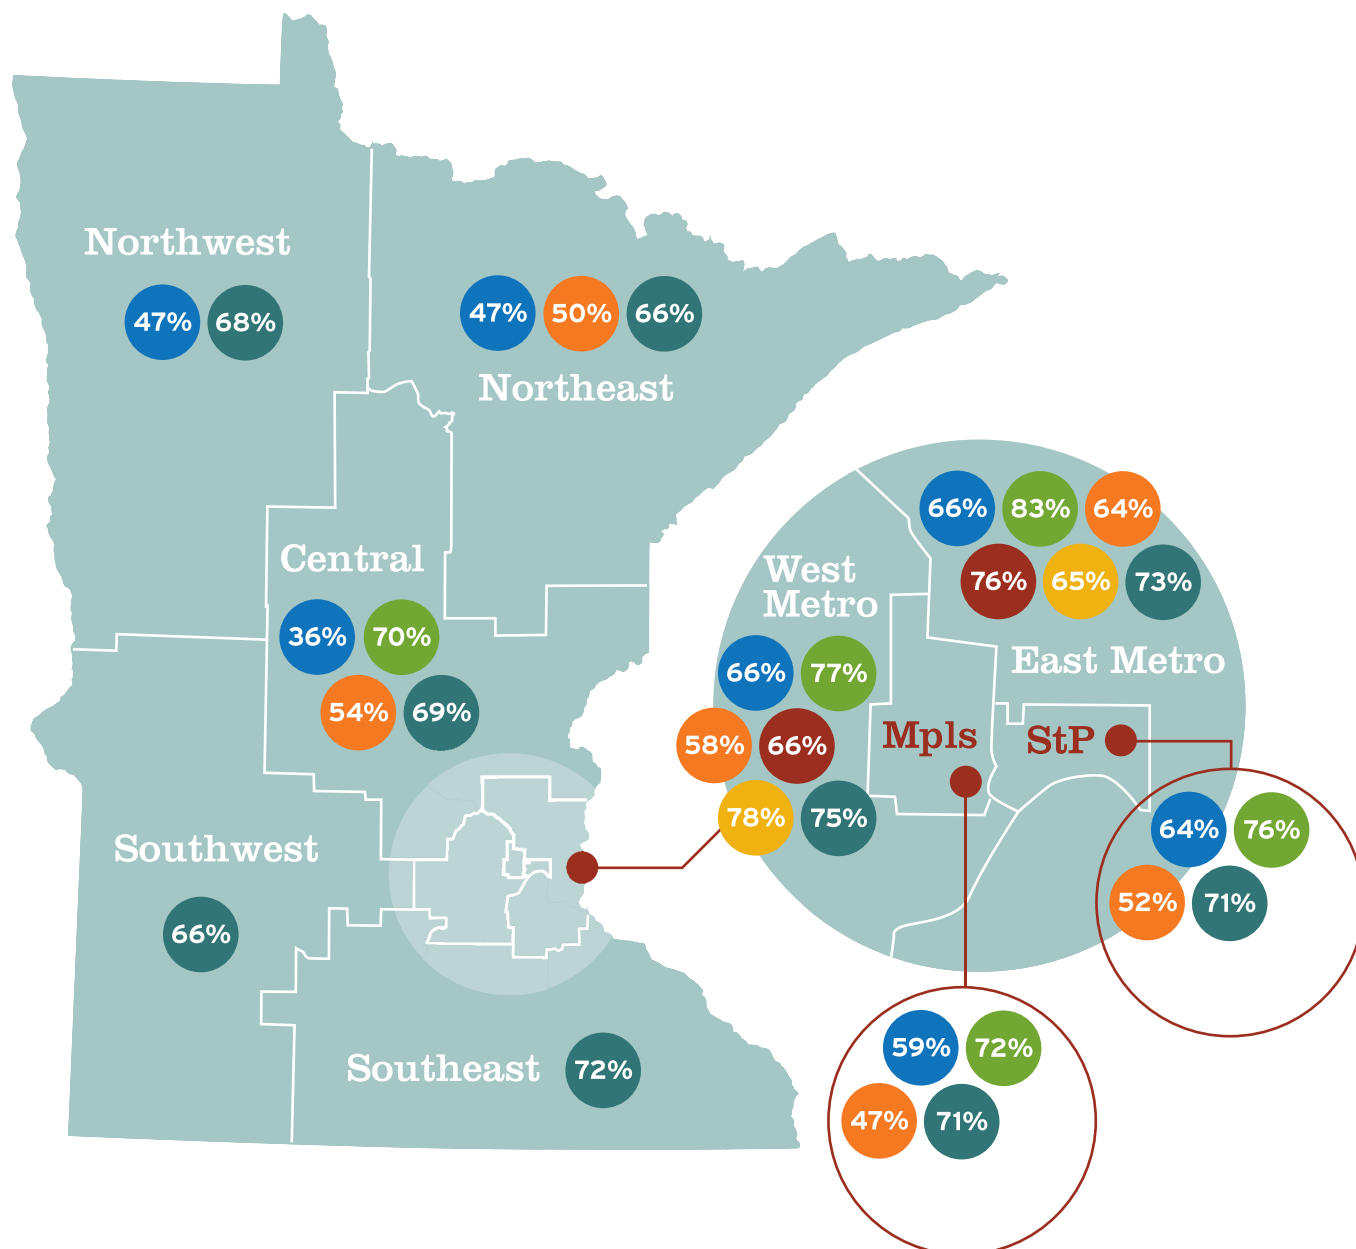 Northwest
47% 68%
47% 50% 66%
Northeast
Central
36% 70%
54% 69%
Southwest
66%
Southeast 72%
66% 83% 64%
76% 65% 73%
East Metro
West
Metro
66% 77%
58% 66%
78% 75%
Mpls
StP
64% 76%
52% 71%
59% 72%
47% 71%